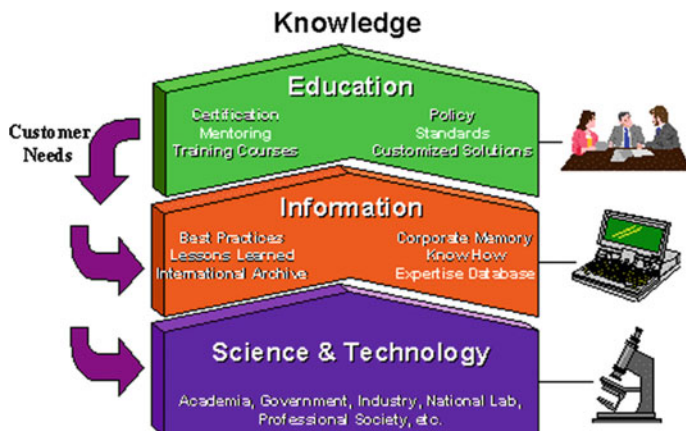 Knowledge
Education
Certification
Mentoring
Training Courses
Policy
Standards
Customized Solutions
Customer
Needs
Information
Best Practices
Lessons Learned
International Archive
Corporate Memory
Know How
Expertise Database
Science & Technology
Academia, Government, Industry, National Lab,
Professional Society, etc.